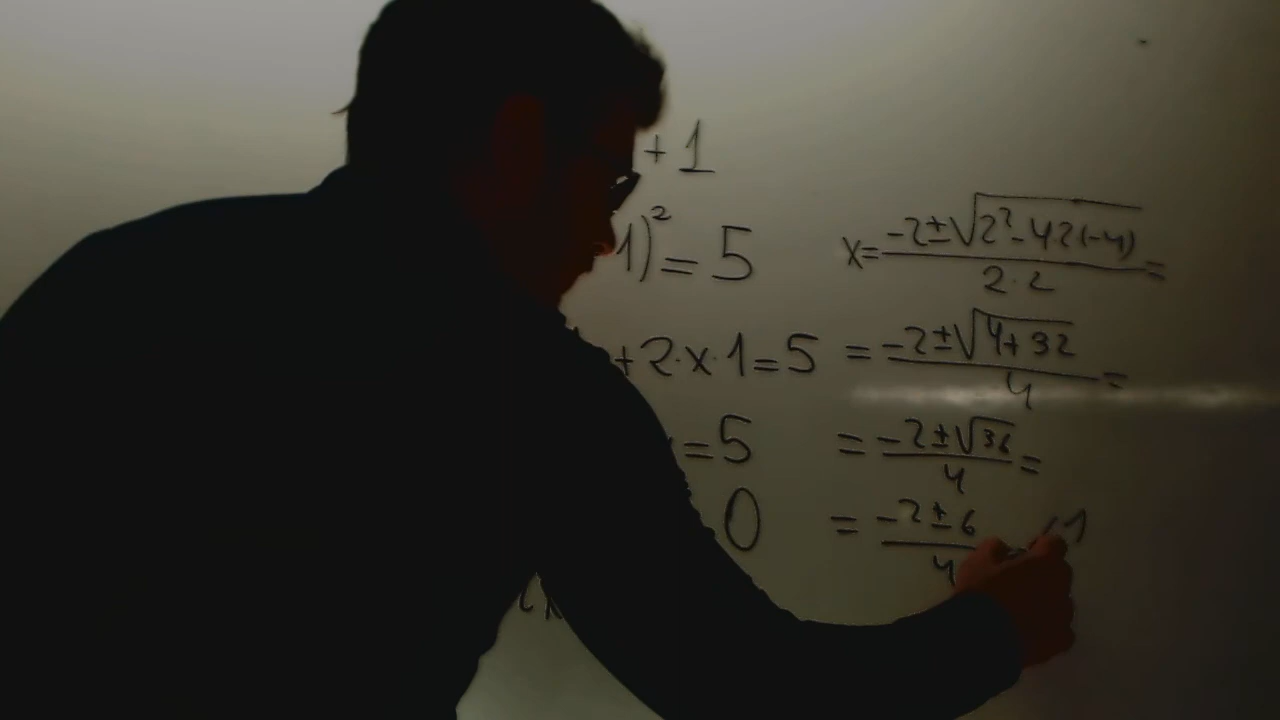 + 1
1)² = 5
+2·x·1=5
=5
0
x= (-2±√(2²-4·2(-4)))/(2·2) =
= (-2±√(4+32))/4 =
= (-2±√36)/4 =
= (-2±6)/4
1